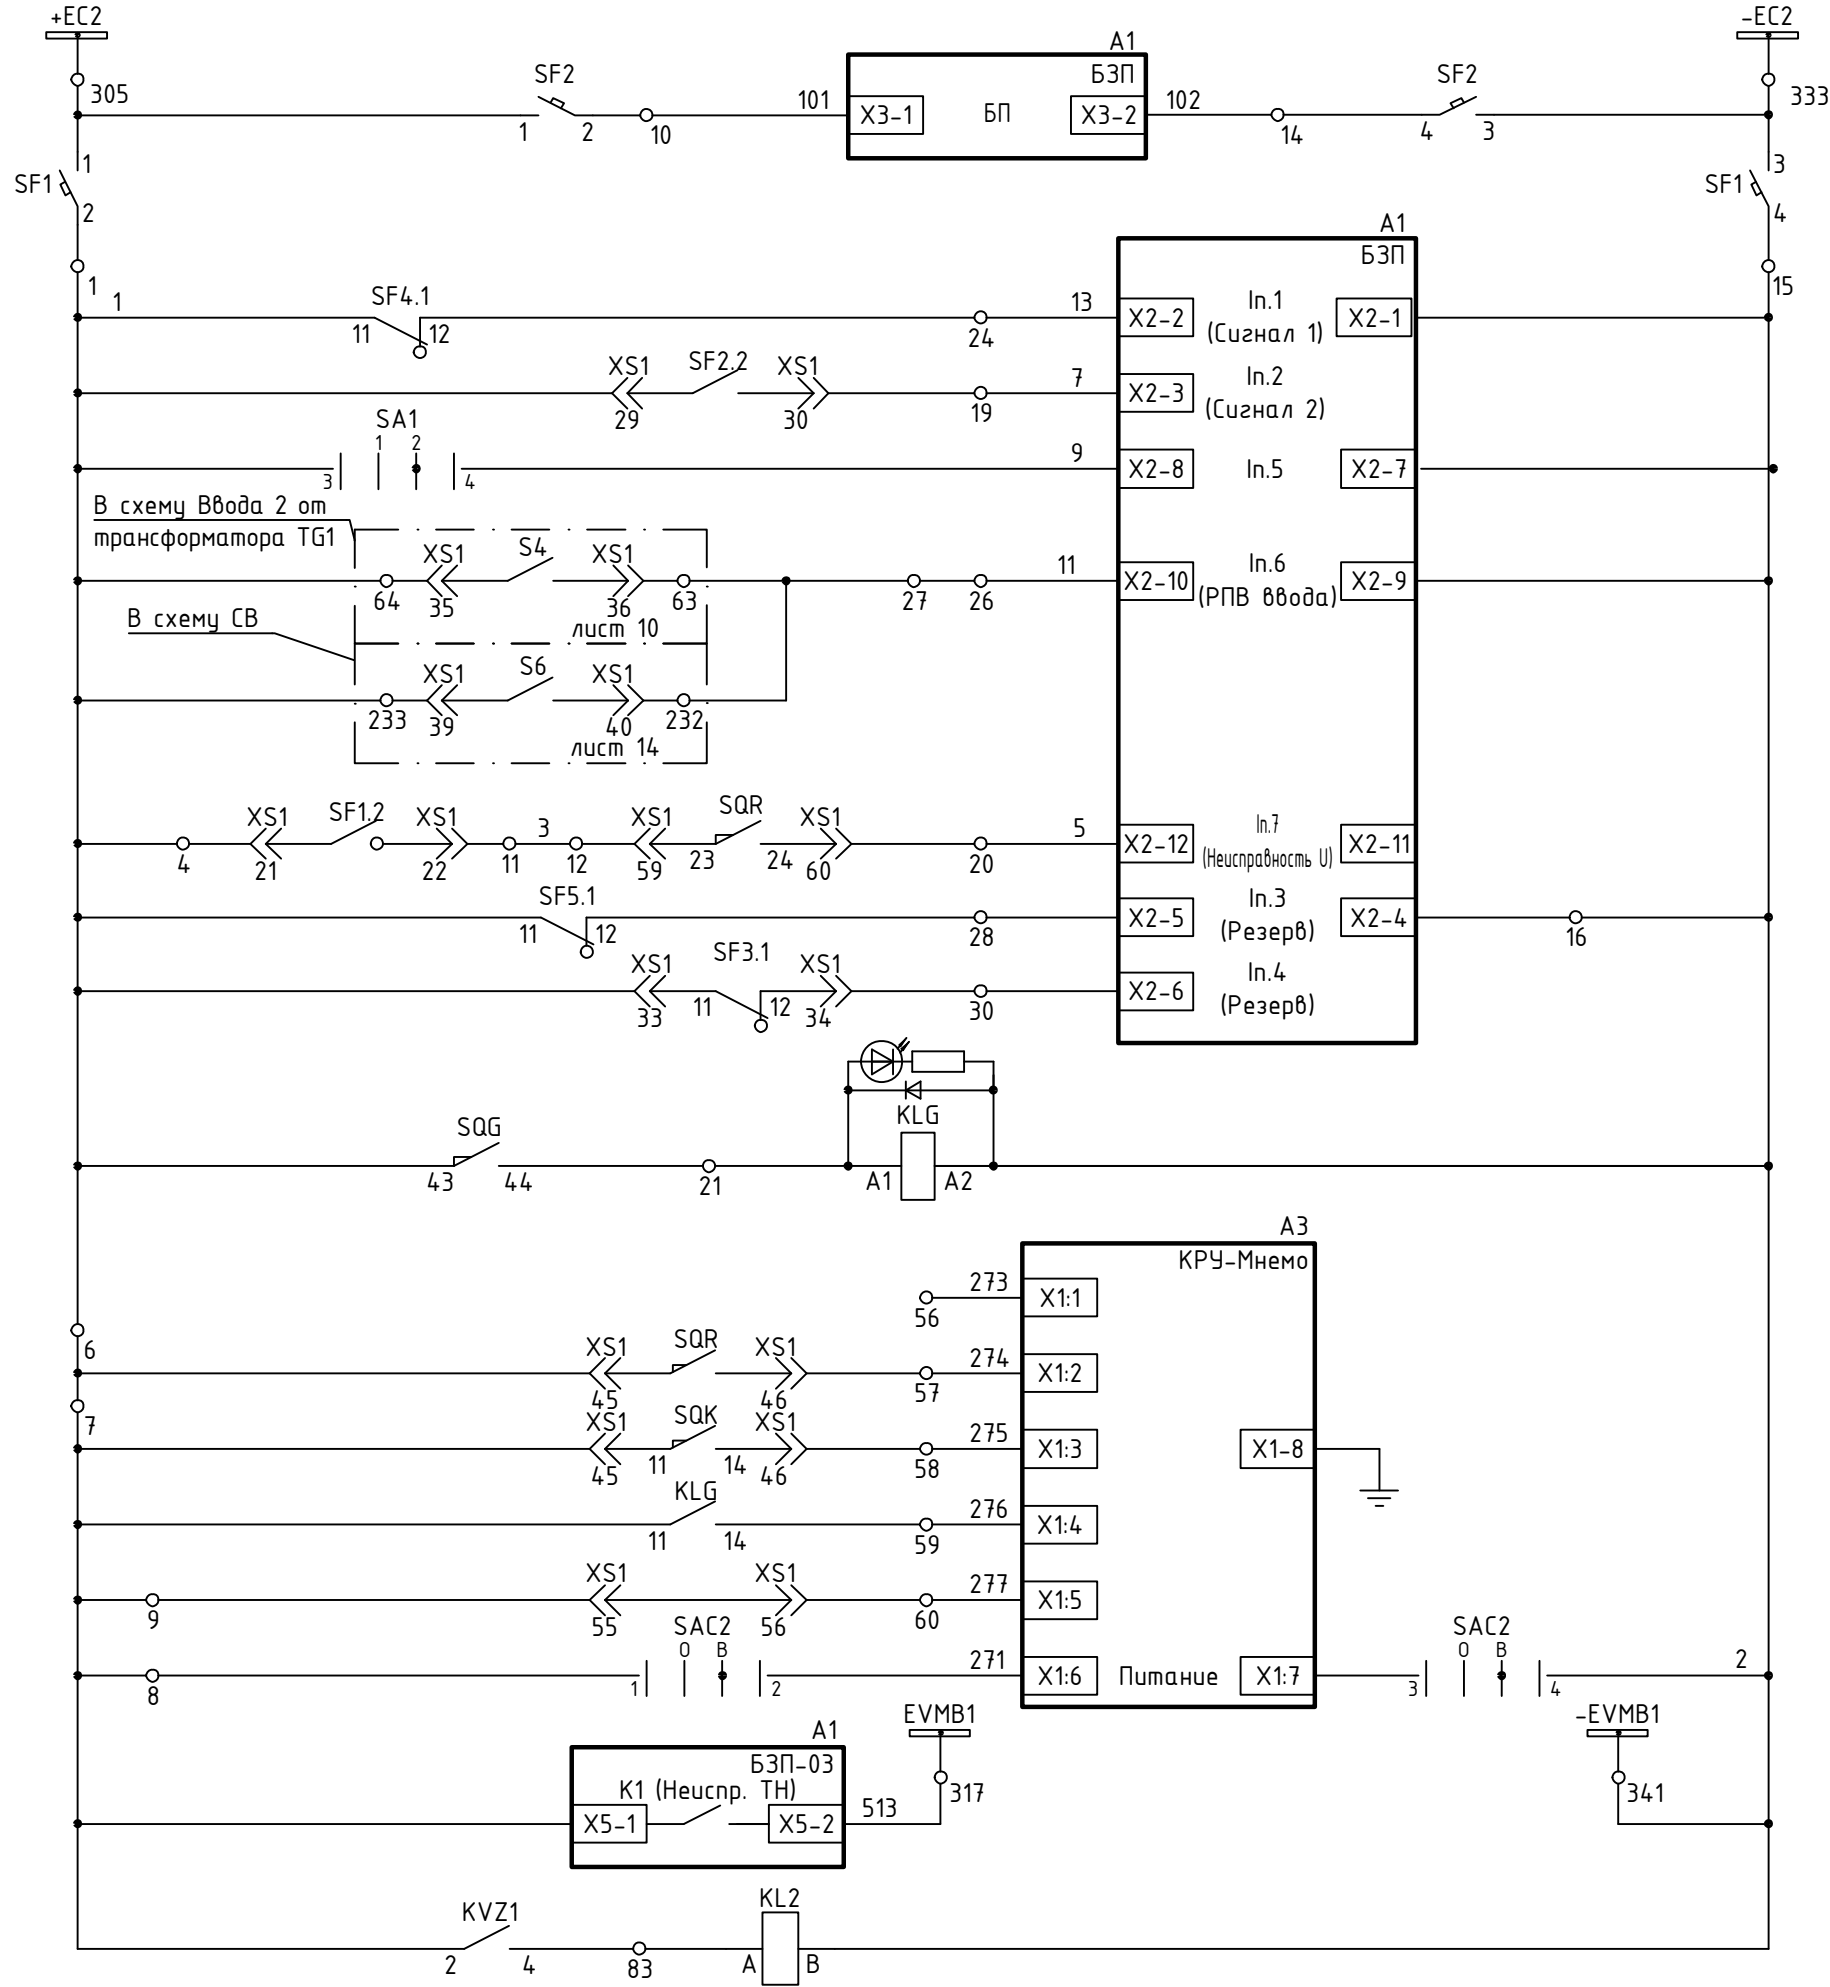 +EC2
-EC2
A1
305
SF2
БЗП
SF2
333
101
X3-1
БП
X3-2
102
1
2
10
14
4
3
1
3
SF1
SF1
2
4
A1
БЗП
1
15
1
SF4.1
13
In.1
X2-2
X2-1
11
12
24
(Сигнал 1)
XS1
SF2.2
XS1
7
In.2
X2-3
29
30
19
(Сигнал 2)
SA1
1
2
9
3
4
X2-8
In.5
X2-7
В схему Ввода 2 от
трансформатора TG1
XS1
S4
XS1
11
In.6
X2-10
X2-9
64
35
36
63
27
26
(РПВ ввода)
В схему СВ
лист 10
XS1
S6
XS1
233
39
40
232
лист 14
XS1
SF1.2
XS1
3
XS1
SQR
XS1
5
In.7
X2-12
(Неисправность U)
X2-11
4
21
22
11
12
59
23
24
60
20
SF5.1
In.3
X2-5
X2-4
11
12
28
(Резерв)
16
XS1
SF3.1
XS1
In.4
X2-6
33
11
12
34
30
(Резерв)
KLG
SQG
43
44
21
A1
A2
A3
КРУ-Мнемо
273
X1:1
56
6
XS1
SQR
XS1
274
X1:2
45
46
57
7
XS1
SQK
XS1
275
X1:3
X1-8
45
11
14
46
58
KLG
276
X1:4
11
14
59
XS1
XS1
277
X1:5
9
55
56
60
SAC2
0
B
271
X1:6
Питание
X1:7
SAC2
0
B
2
8
1
2
3
4
EVMB1
-EVMB1
A1
БЗП-03
K1 (Неиспр. ТН)
317
341
X5-1
X5-2
513
KL2
KVZ1
2
4
83
A
B